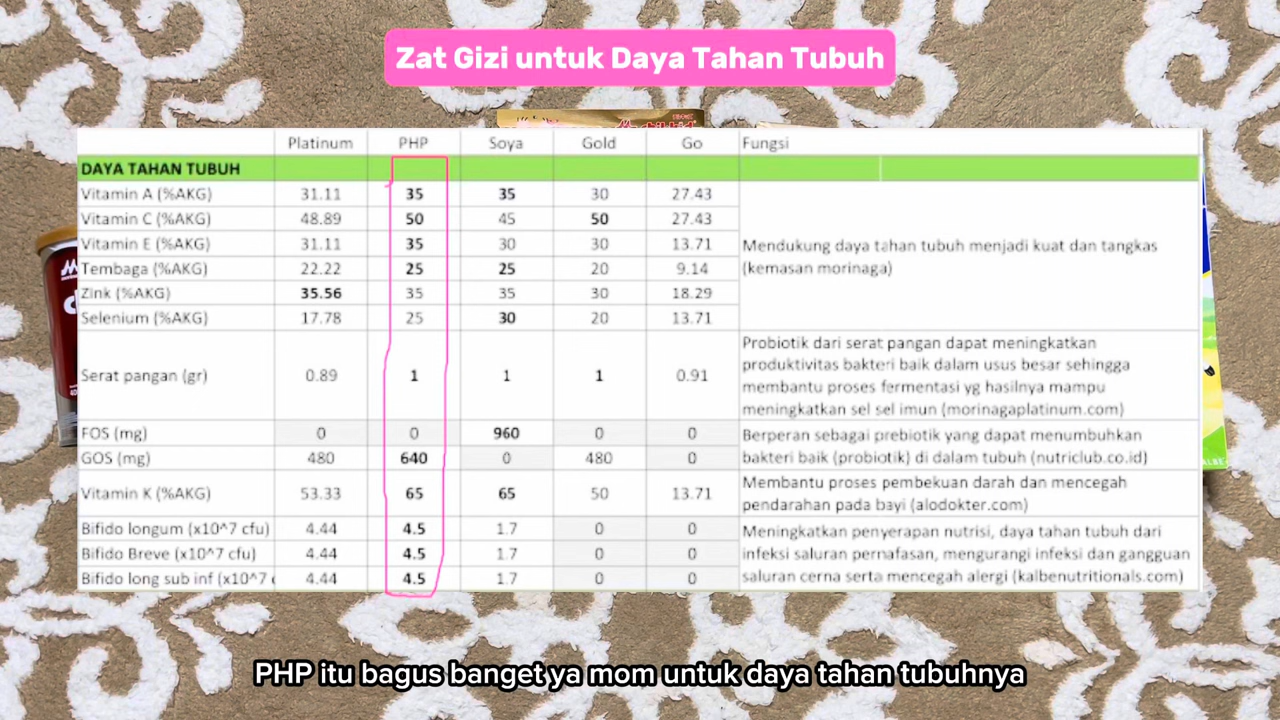 Zat Gizi untuk Daya Tahan Tubuh
Platinum PHP Soya Gold Go Fungsi
DAYA TAHAN TUBUH
Vitamin A (%AKG) 31.11 35 35 30 27.43
Vitamin C (%AKG) 48.89 50 45 50 27.43
Vitamin E (%AKG) 31.11 35 30 30 13.71
Tembaga (%AKG) 22.22 25 25 20 9.14
Zink (%AKG) 35.56 35 35 30 18.29
Selenium (%AKG) 17.78 25 30 20 13.71
Mendukung daya tahan tubuh menjadi kuat dan tangkas
(kemasan morinaga)
Serat pangan (gr) 0.89 1 1 1 0.91
Probiotik dari serat pangan dapat meningkatkan
produktivitas bakteri baik dalam usus besar sehingga
membantu proses fermentasi yg hasilnya mampu
meningkatkan sel sel imun (morinagaplatinum.com)
FOS (mg) 0 0 960 0 0
GOS (mg) 480 640 0 480 0
Berperan sebagai prebiotik yang dapat menumbuhkan
bakteri baik (probiotik) di dalam tubuh (nutriclub.co.id)
Vitamin K (%AKG) 53.33 65 65 50 13.71
Membantu proses pembekuan darah dan mencegah
pendarahan pada bayi (alodokter.com)
Bifido longum (x10^7 cfu) 4.44 4.5 1.7 0 0
Bifido Breve (x10^7 cfu) 4.44 4.5 1.7 0 0
Bifido long sub inf (x10^7 4.44 4.5 1.7 0 0
Meningkatkan penyerapan nutrisi, daya tahan tubuh dari
infeksi saluran pernafasan, mengurangi infeksi dan gangguan
saluran cerna serta mencegah alergi (kalbenutritionals.com)
PHP itu bagus banget ya mom untuk daya tahan tubuhnya